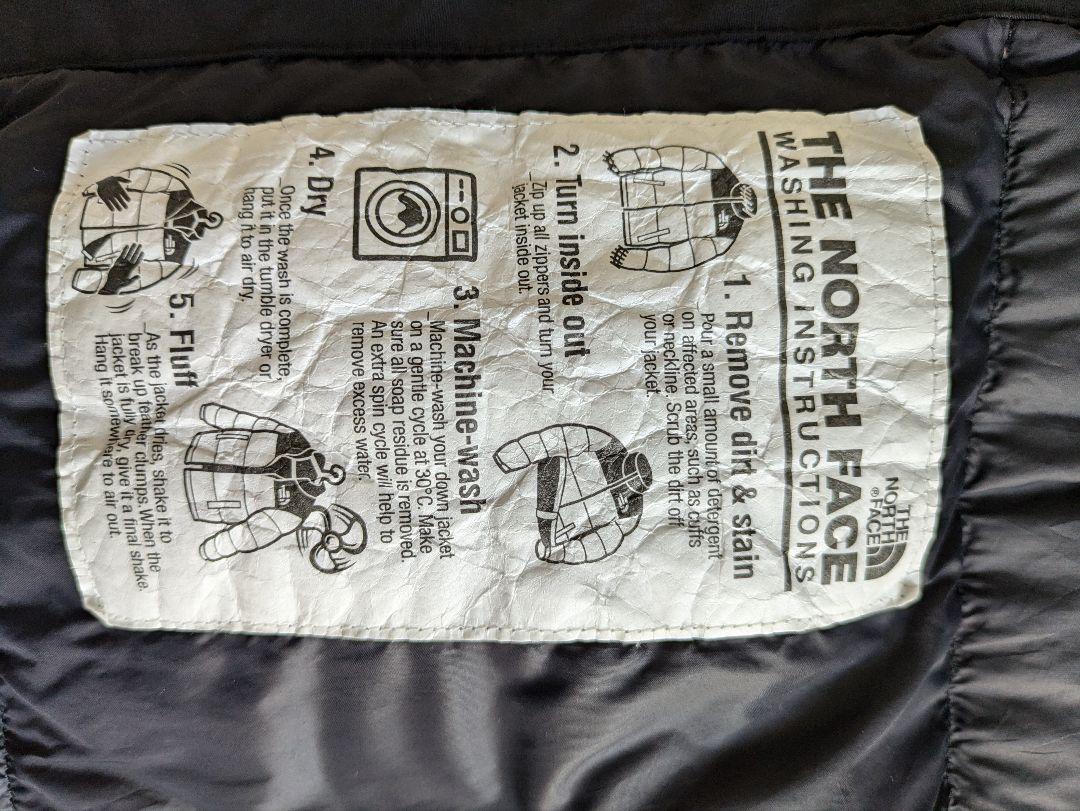 THE
NORTH
FACE
®
THE NORTH FACE
WASHING INSTRUCTIONS
1. Remove dirt & stain
_Pour a small amount of detergent
on affected areas, such as cuffs
or neckline. Scrub the dirt off
your jacket.
2. Turn inside out
_Zip up all zippers and turn your
jacket inside out.
3. Machine-wash
_Machine-wash your down jacket
on a gentle cycle at 30°C. Make
sure all soap residue is removed.
An extra spin cycle will help to
remove excess water.
4. Dry
_Once the wash is complete,
put it in the tumble dryer or
hang it to air dry.
5. Fluff
_As the jacket dries, shake it to
break up feather clumps. When the
jacket is fully dry, give it a final shake.
Hang it somewhere to air out.